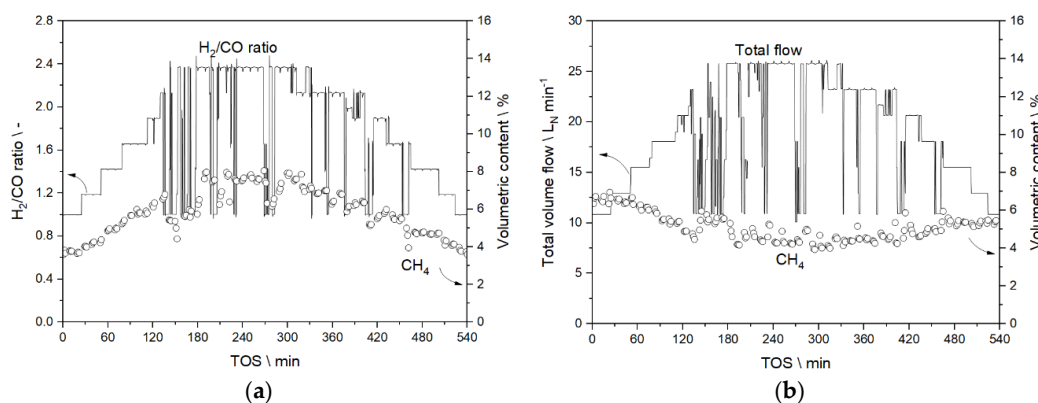 (a)
2.8
2.4
2.0
1.6
1.2
0.8
0.4
0.0
H2/CO ratio \ -
H2/CO ratio
CH4
16
14
12
10
8
6
4
2
0
Volumetric content \ %
0 60 120 180 240 300 360 420 480 540
TOS \ min
(a)
(b)
30
25
20
15
10
5
0
Total volume flow \ LN min-1
Total flow
CH4
16
14
12
10
8
6
4
2
0
Volumetric content \ %
0 60 120 180 240 300 360 420 480 540
TOS \ min
(b)